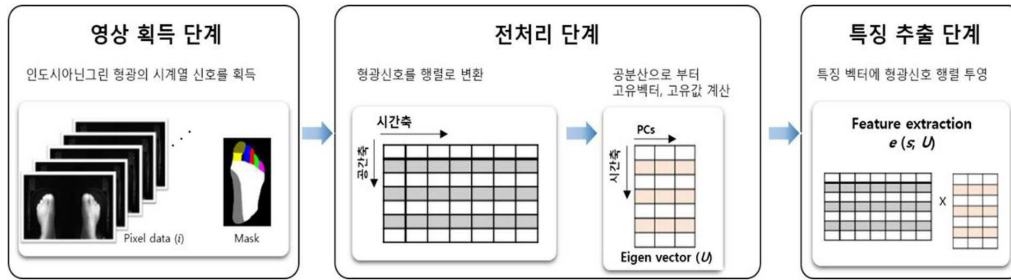 영상 획득 단계
인도시아닌그린 형광의 시계열 신호를 획득
Pixel data (i)
Mask
전처리 단계
형광신호를 행렬로 변환
시간축
공간축
공분산으로 부터
고유벡터, 고유값 계산
PCs
시간축
Eigen vector (U)
특징 추출 단계
특징 벡터에 형광신호 행렬 투영
Feature extraction
e (s; U)
X